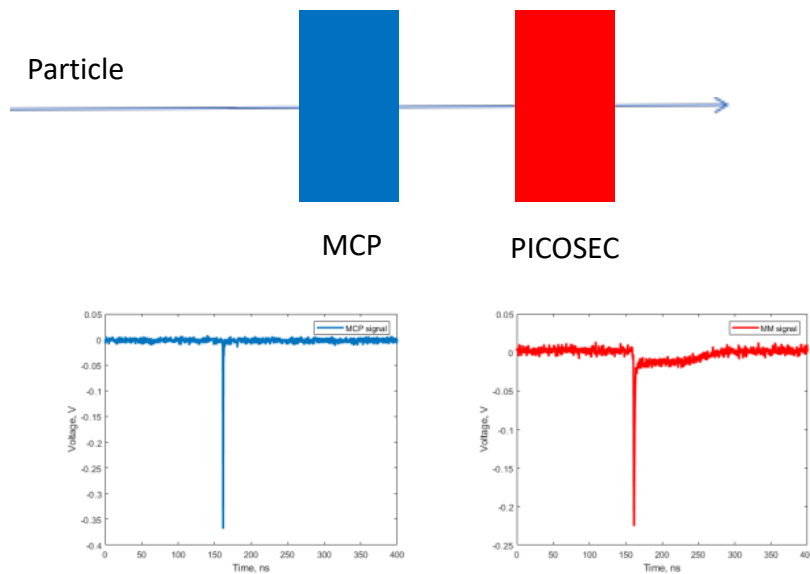 Particle
MCP
PICOSEC
0.05
0
-0.05
-0.1
-0.15
-0.2
-0.25
-0.3
-0.35
-0.4
Voltage, V
MCP signal
0 50 100 150 200 250 300 350 400
Time, ns
0.05
0
-0.05
-0.1
-0.15
-0.2
-0.25
Voltage, V
MM signal
0 50 100 150 200 250 300 350 400
Time, ns